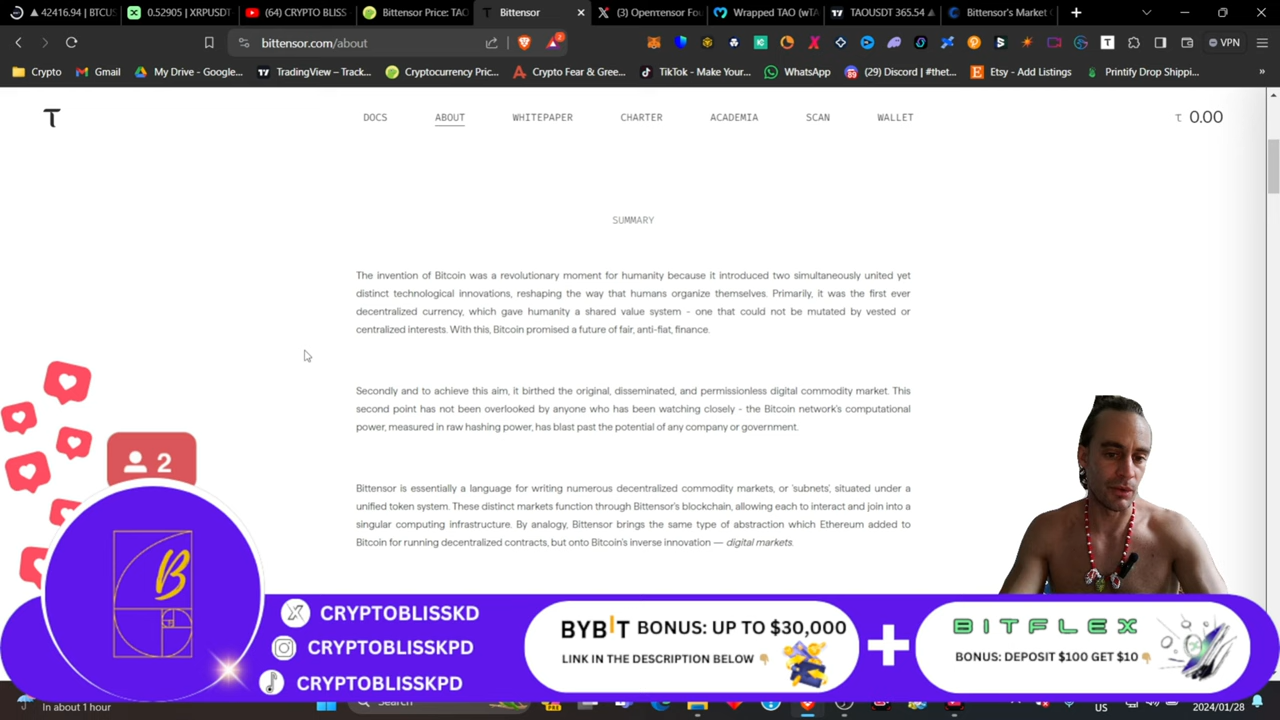 42416.94 | BTCUS
0.52905 | XRPUSDT
(64) CRYPTO BLISS
Bittensor Price: TAO
Bittensor
(3) Opentensor Fou
Wrapped TAO (wTA
TAOUSDT 365.54
Bittensor's Market
bittensor.com/about
2
VPN
Crypto
Gmail
My Drive - Google...
TradingView – Track...
Cryptocurrency Pric...
Crypto Fear & Gree...
TikTok - Make Your...
WhatsApp
(29) Discord | #thet...
Etsy - Add Listings
Printify Drop Shippi...
»
DOCS
ABOUT
WHITEPAPER
CHARTER
ACADEMIA
SCAN
WALLET
τ 0.00
SUMMARY
The invention of Bitcoin was a revolutionary moment for humanity because it introduced two simultaneously united yet
distinct technological innovations, reshaping the way that humans organize themselves. Primarily, it was the first ever
decentralized currency, which gave humanity a shared value system - one that could not be mutated by vested or
centralized interests. With this, Bitcoin promised a future of fair, anti-fiat, finance.
Secondly and to achieve this aim, it birthed the original, disseminated, and permissionless digital commodity market. This
second point has not been overlooked by anyone who has been watching closely - the Bitcoin network's computational
power, measured in raw hashing power, has blast past the potential of any company or government.
Bittensor is essentially a language for writing numerous decentralized commodity markets, or 'subnets', situated under a
unified token system. These distinct markets function through Bittensor's blockchain, allowing each to interact and join into a
singular computing infrastructure. By analogy, Bittensor brings the same type of abstraction which Ethereum added to
Bitcoin for running decentralized contracts, but onto Bitcoin's inverse innovation — digital markets.
2
B
CRYPTOBLISSKD
CRYPTOBLISSKPD
CRYPTOBLISSKPD
BYBIT BONUS: UP TO $30,000
LINK IN THE DESCRIPTION BELOW
BITFLEX
BONUS: DEPOSIT $100 GET $10
In about 1 hour
Search
US
2024/01/28